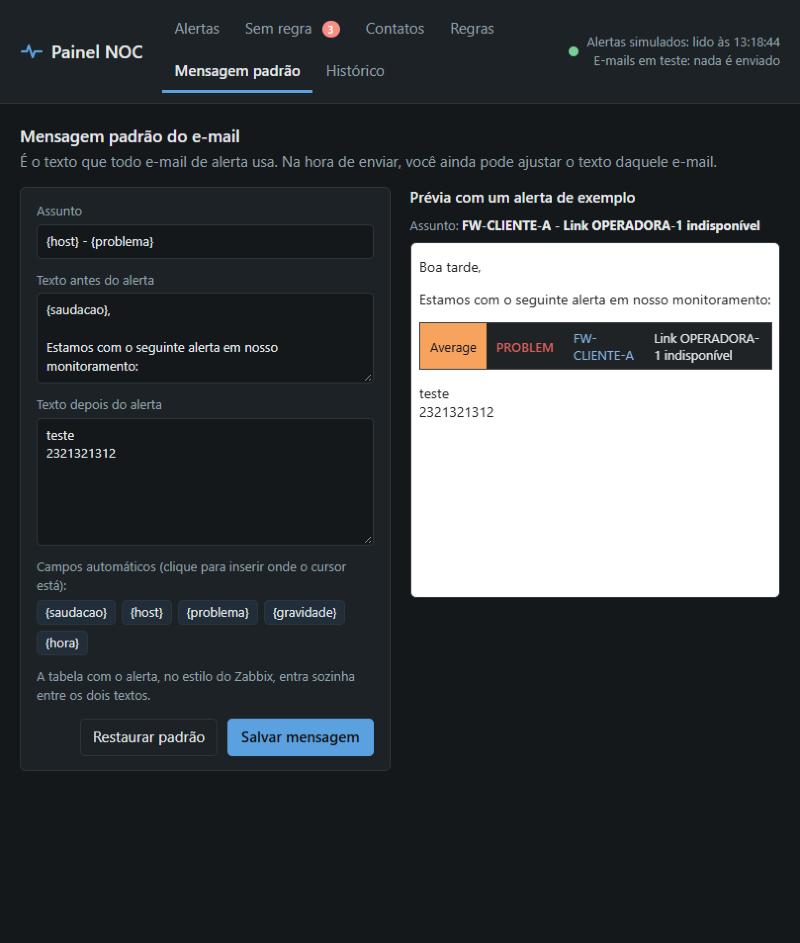 Painel NOC
Alertas
Sem regra 3
Contatos
Regras
Mensagem padrão
Histórico
Alertas simulados: lido às 13:18:44
E-mails em teste: nada é enviado
Mensagem padrão do e-mail
É o texto que todo e-mail de alerta usa. Na hora de enviar, você ainda pode ajustar o texto daquele e-mail.
Assunto
{host} - {problema}
Texto antes do alerta
{saudacao},
Estamos com o seguinte alerta em nosso
monitoramento:
Texto depois do alerta
teste
2321321312
Campos automáticos (clique para inserir onde o cursor
está):
{saudacao} {host} {problema} {gravidade}
{hora}
A tabela com o alerta, no estilo do Zabbix, entra sozinha
entre os dois textos.
Restaurar padrão
Salvar mensagem
Prévia com um alerta de exemplo
Assunto: FW-CLIENTE-A - Link OPERADORA-1 indisponível
Boa tarde,
Estamos com o seguinte alerta em nosso monitoramento:
Average
PROBLEM
FW-
CLIENTE-A
Link OPERADORA-
1 indisponível
teste
2321321312